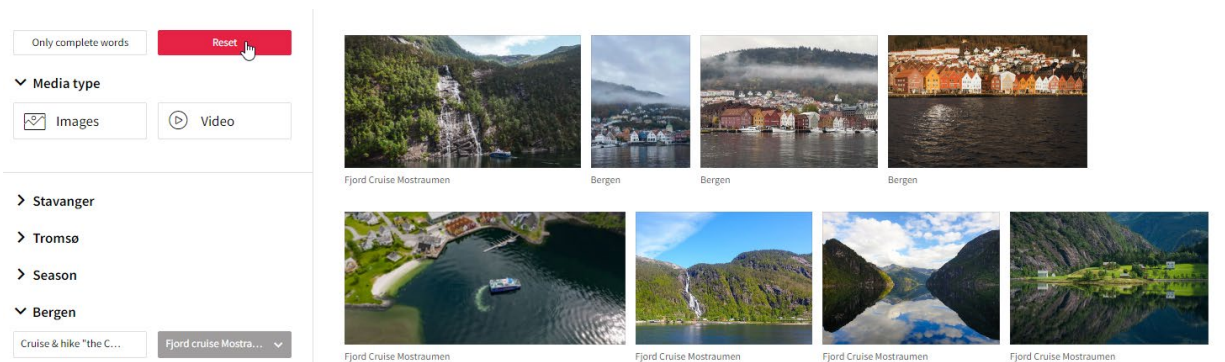 Only complete words
Reset
Media type
Images
Video
Stavanger
Tromsø
Season
Bergen
Cruise & hike "the C...
Fjord cruise Mostra...
Fjord Cruise Mostraumen
Bergen
Bergen
Bergen
Fjord Cruise Mostraumen
Fjord Cruise Mostraumen
Fjord Cruise Mostraumen
Fjord Cruise Mostraumen